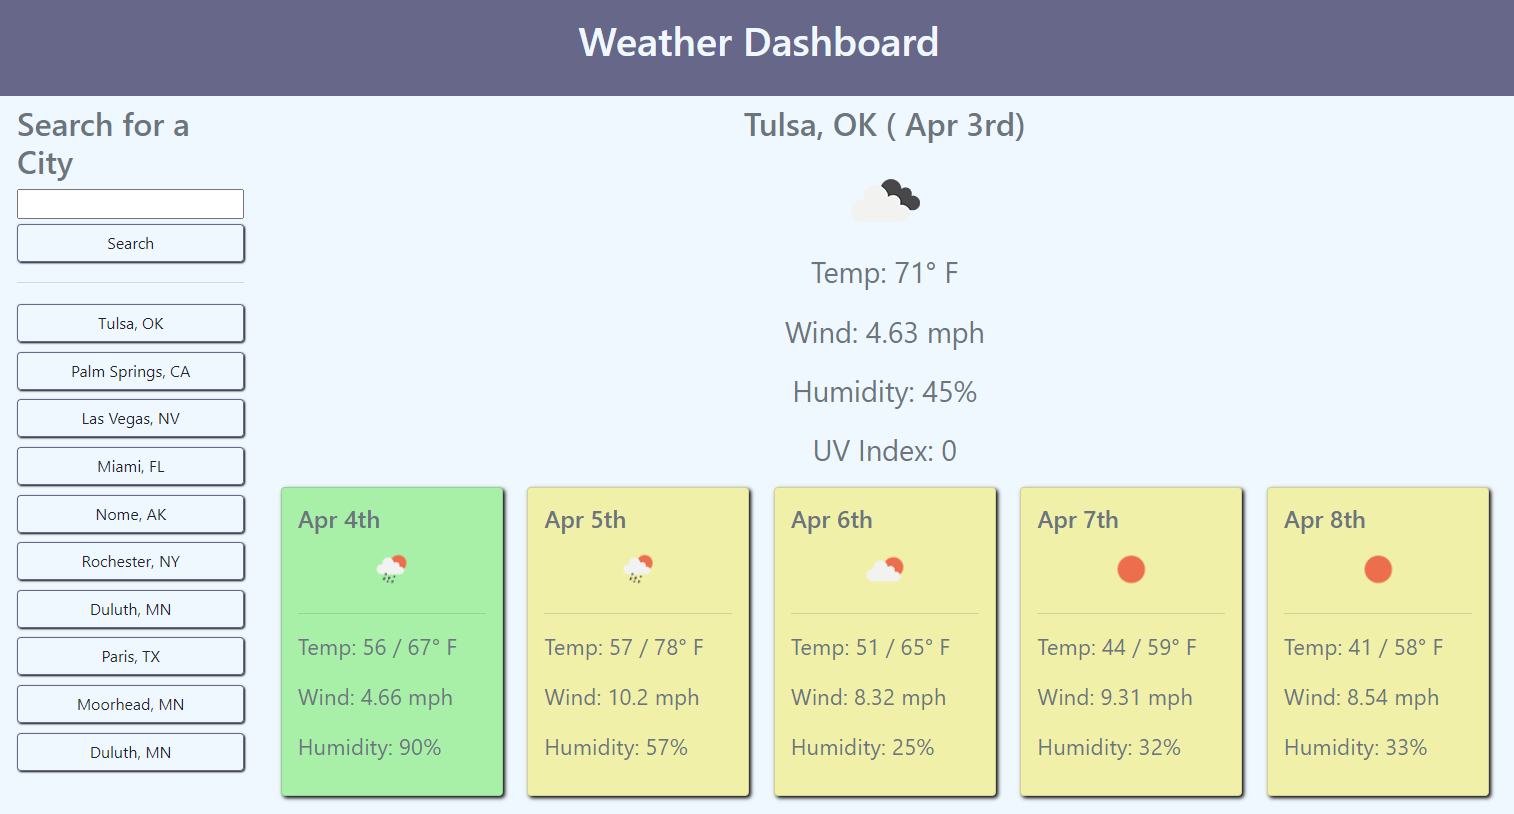 Weather Dashboard
Search for a
City
Search
Tulsa, OK
Palm Springs, CA
Las Vegas, NV
Miami, FL
Nome, AK
Rochester, NY
Duluth, MN
Paris, TX
Moorhead, MN
Duluth, MN
Tulsa, OK ( Apr 3rd)
Temp: 71° F
Wind: 4.63 mph
Humidity: 45%
UV Index: 0
Apr 4th
Temp: 56 / 67° F
Wind: 4.66 mph
Humidity: 90%
Apr 5th
Temp: 57 / 78° F
Wind: 10.2 mph
Humidity: 57%
Apr 6th
Temp: 51 / 65° F
Wind: 8.32 mph
Humidity: 25%
Apr 7th
Temp: 44 / 59° F
Wind: 9.31 mph
Humidity: 32%
Apr 8th
Temp: 41 / 58° F
Wind: 8.54 mph
Humidity: 33%